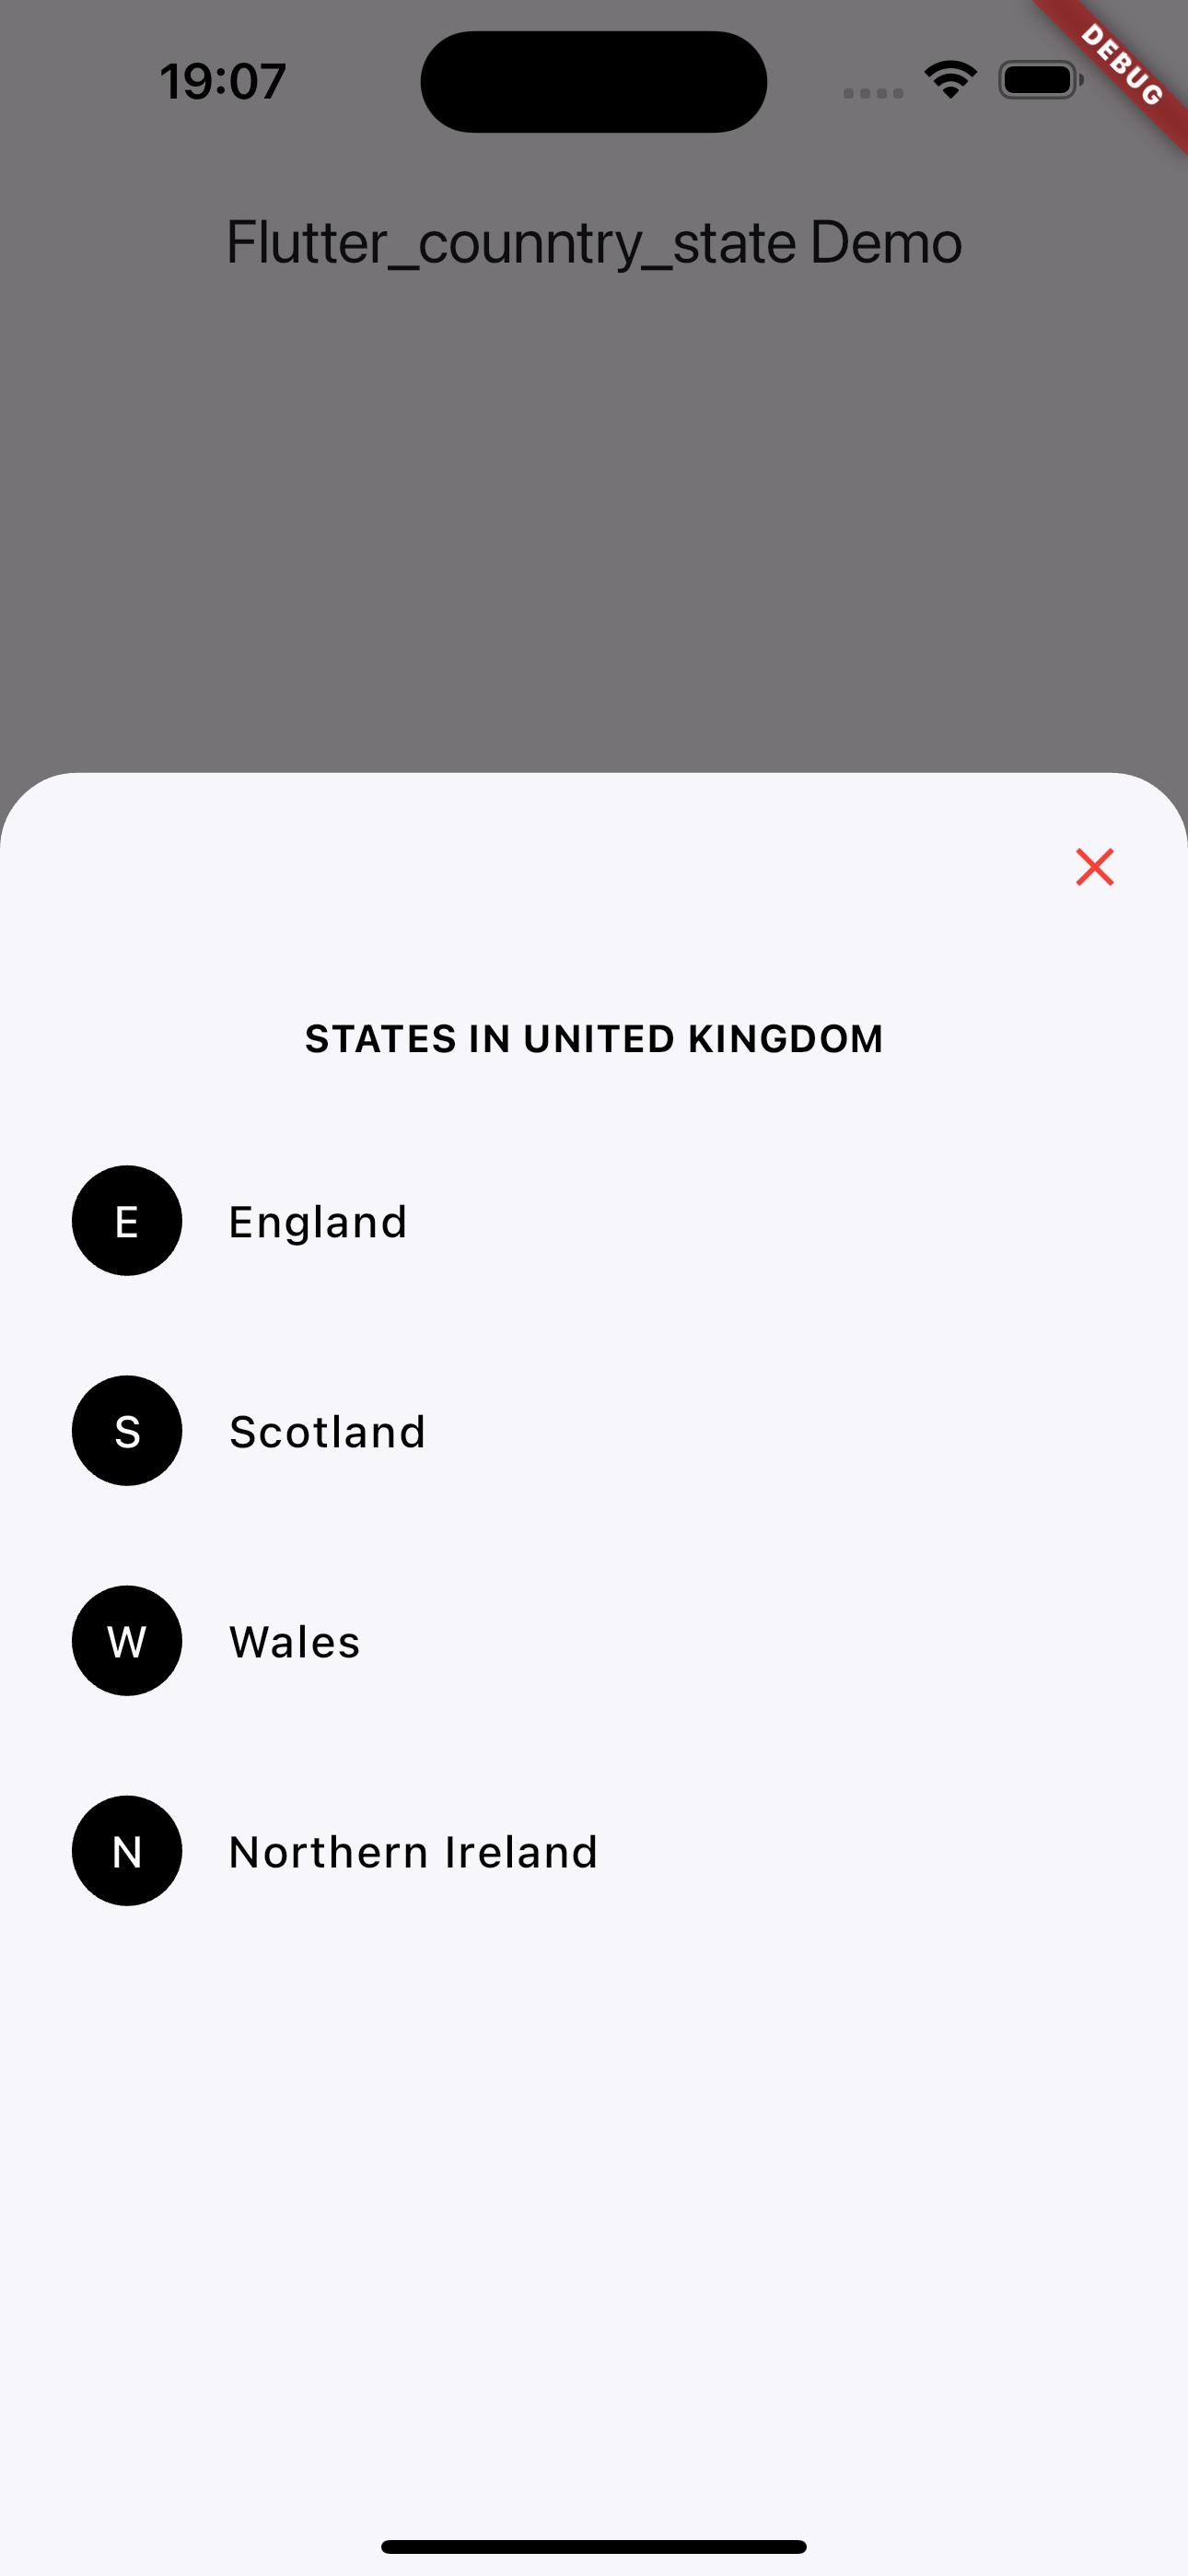 19:07
DEBUG
Flutter_counntry_state Demo
STATES IN UNITED KINGDOM
E England
S Scotland
W Wales
N Northern Ireland